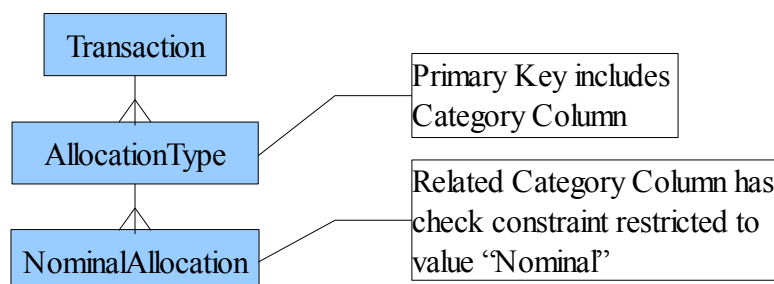 Transaction
Primary Key includes
Category Column
AllocationType
Related Category Column has
check constraint restricted to
value “Nominal”
NominalAllocation